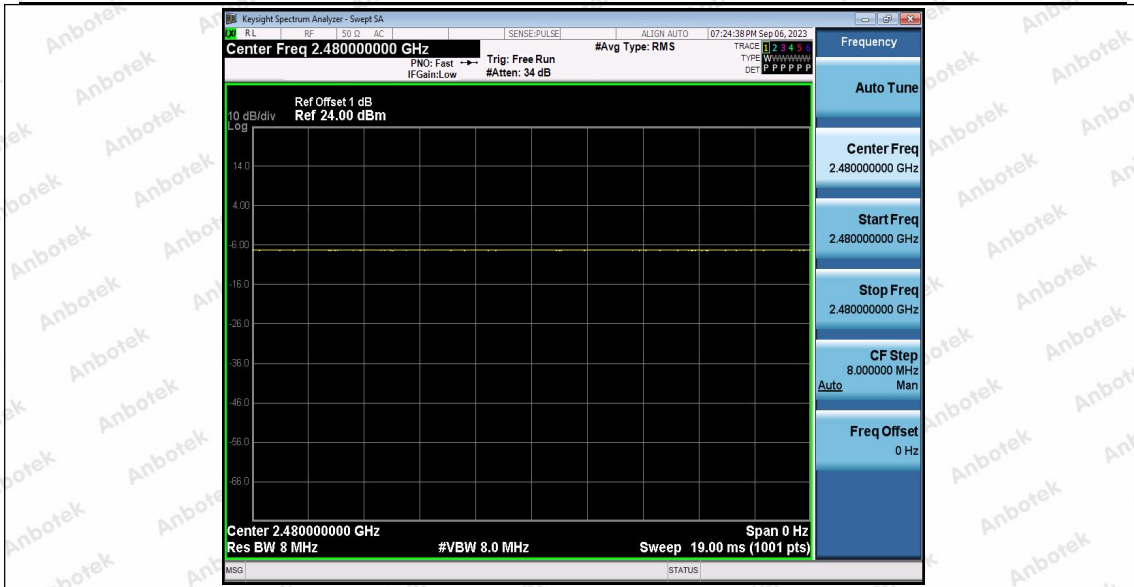 Keysight Spectrum Analyzer - Swept SA
LXI RL RF 50 Ω AC SENSE:PULSE ALIGN AUTO 07:24:38 PM Sep 06, 2023
Center Freq 2.480000000 GHz #Avg Type: RMS TRACE 1 2 3 4 5 6
PNO: Fast Trig: Free Run TYPE WWWWWW
IFGain:Low #Atten: 34 dB DET P P P P P P
Ref Offset 1 dB
10 dB/div Ref 24.00 dBm
Log
14.0
4.00
-6.00
-16.0
-26.0
-36.0
-46.0
-56.0
-66.0
Center 2.480000000 GHz Span 0 Hz
Res BW 8 MHz #VBW 8.0 MHz Sweep 19.00 ms (1001 pts)
MSG STATUS
Frequency
Auto Tune
Center Freq
2.480000000 GHz
Start Freq
2.480000000 GHz
Stop Freq
2.480000000 GHz
CF Step
8.000000 MHz
Auto Man
Freq Offset
0 Hz
Anbotek